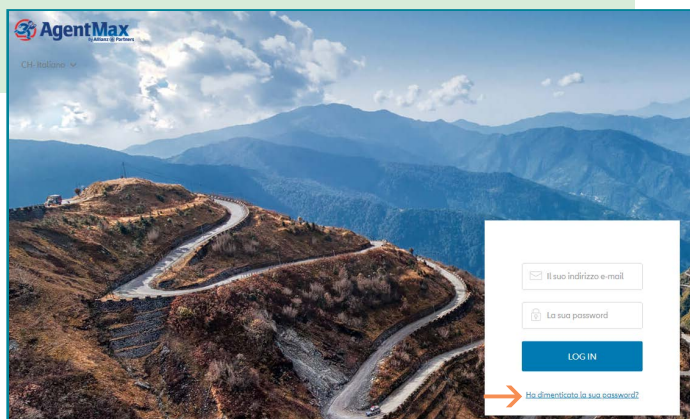 AgentMax
by Allianz Partners
CH- Italiano
Il suo indirizzo e-mail
La sua password
LOG IN
Ha dimenticato la sua password?